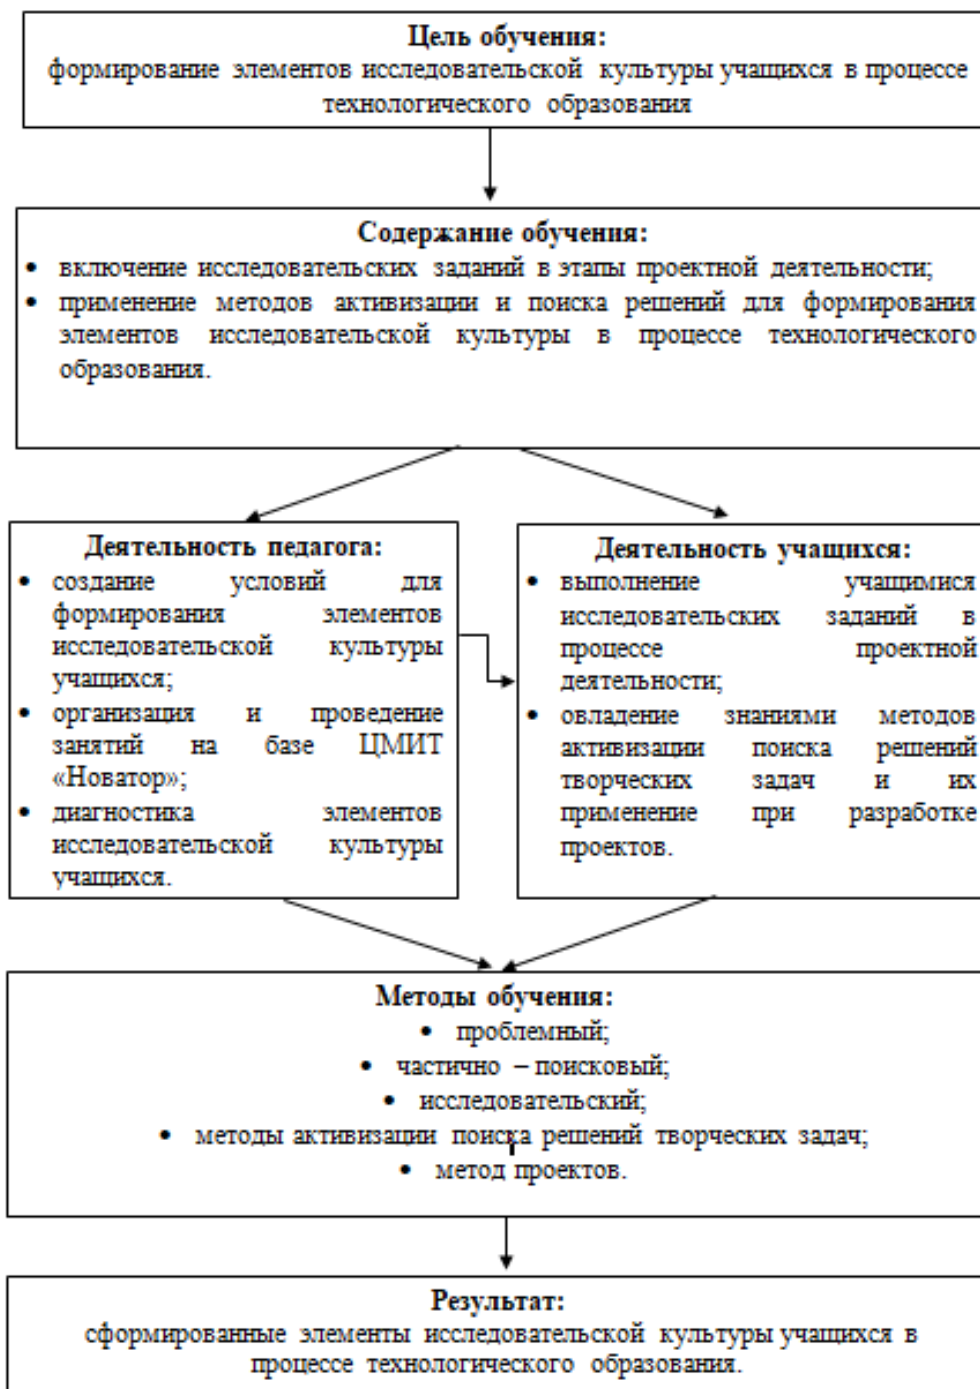 Цель обучения:
формирование элементов исследовательской культуры учащихся в процессе
технологического образования
Содержание обучения:
• включение исследовательских заданий в этапы проектной деятельности;
• применение методов активизации и поиска решений для формирования
элементов исследовательской культуры в процессе технологического
образования.
Деятельность педагога:
• создание условий для
формирования элементов
исследовательской культуры
учащихся;
• организация и проведение
занятий на базе ЦМИТ
«Новатор»;
• диагностика элементов
исследовательской культуры
учащихся.
Деятельность учащихся:
• выполнение учащимися
исследовательских заданий в
процессе проектной
деятельности;
• овладение знаниями методов
активизации поиска решений
творческих задач и их
применение при разработке
проектов.
Методы обучения:
• проблемный;
• частично – поисковый;
• исследовательский;
• методы активизации поиска решений творческих задач;
• метод проектов.
Результат:
сформированные элементы исследовательской культуры учащихся в
процессе технологического образования.